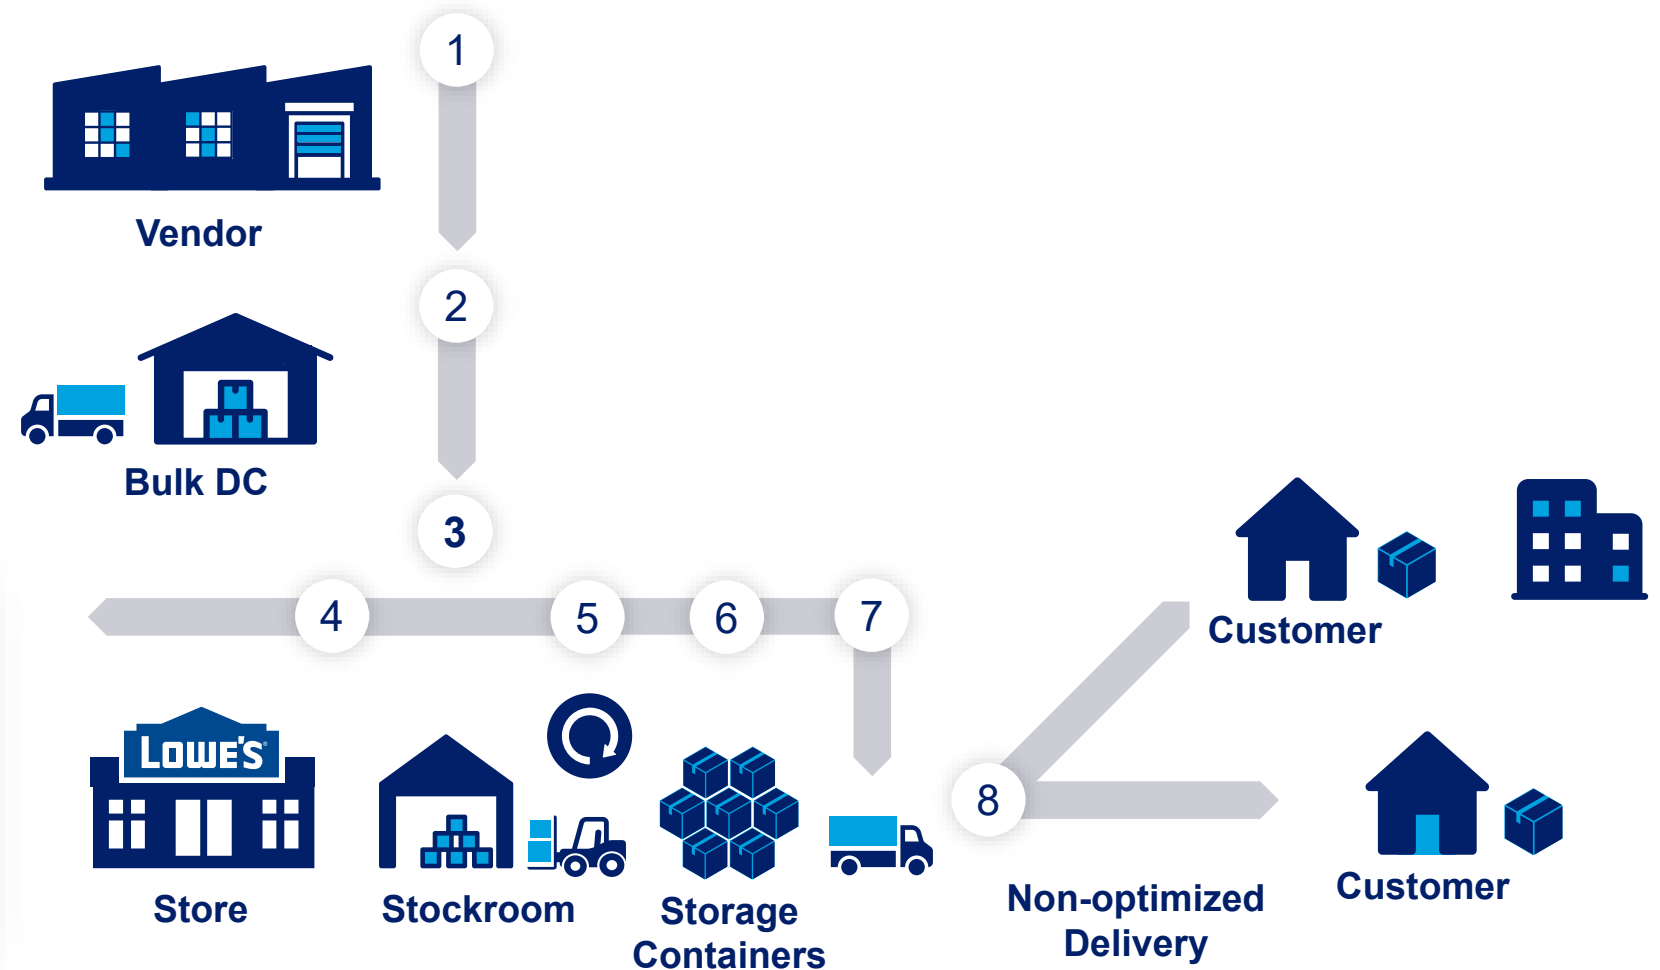 1
Vendor
2
Bulk DC
3
4
5
6
7
Customer
LOWE'S
8
Store
Stockroom
Storage
Containers
Non-optimized
Delivery
Customer